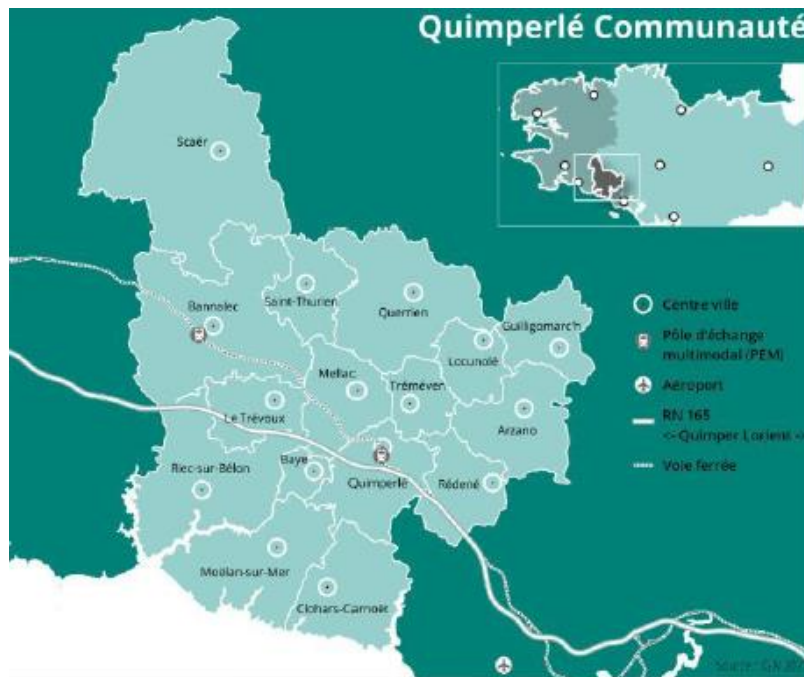 Quimperlé Communauté
Scaër
Bannalec
Saint-Thurien
Querrien
Guilligomarc'h
Locunolé
Mellac
Tréméven
Le Trévoux
Arzano
Riec-sur-Bélon
Baye
Quimperlé
Rédené
Moëlan-sur-Mer
Clohars-Carnoët
Centre ville
Pôle d'échange
multimodal (PEM)
Aéroport
RN 165
<- Quimper Lorient <
Voie ferrée
Source: